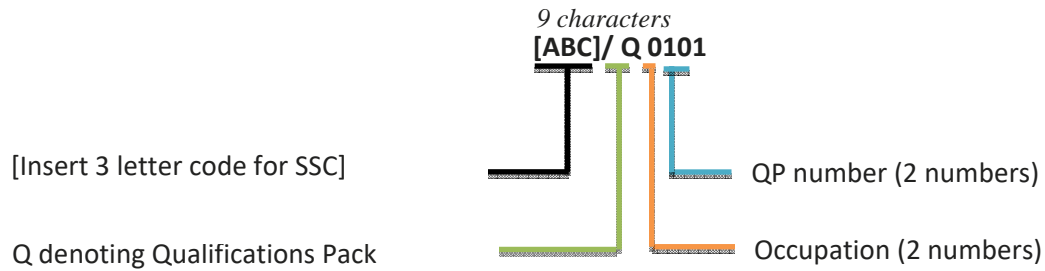 9 characters
[ABC]/ Q 0101
[Insert 3 letter code for SSC]
QP number (2 numbers)
Q denoting Qualifications Pack
Occupation (2 numbers)